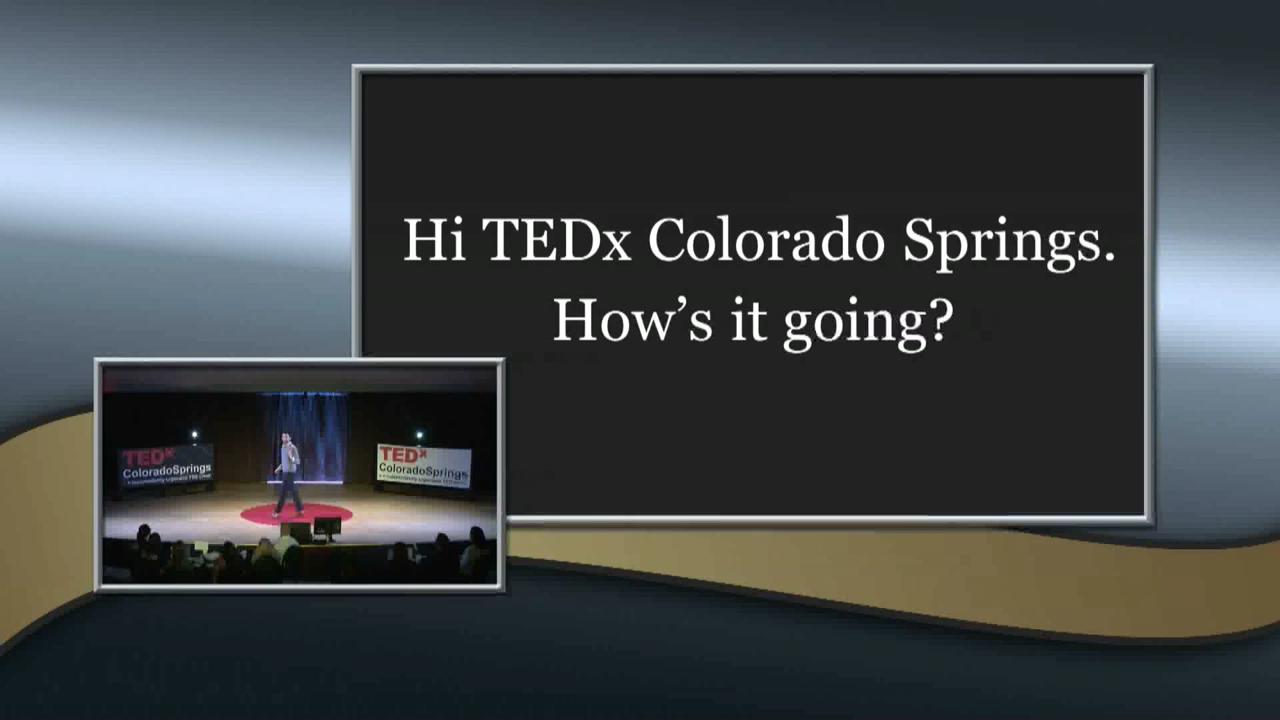 Hi TEDx Colorado Springs.
How’s it going?
TEDx
ColoradoSprings
TEDx
ColoradoSprings